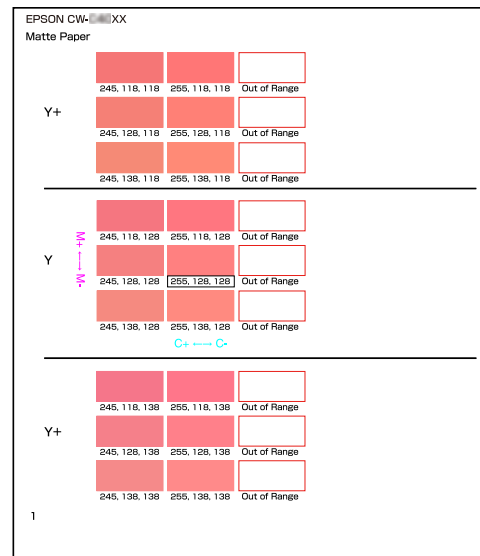 EPSON CW- XX
Matte Paper
245, 118, 118 255, 118, 118 Out of Range
Y+
245, 128, 118 255, 128, 118 Out of Range
245, 138, 118 255, 138, 118 Out of Range
245, 118, 128 255, 118, 128 Out of Range
Y
M+ ←→ M-
245, 128, 128 255, 128, 128 Out of Range
245, 138, 128 255, 138, 128 Out of Range
C+ ←→ C-
245, 118, 138 255, 118, 138 Out of Range
Y+
245, 128, 138 255, 128, 138 Out of Range
245, 138, 138 255, 138, 138 Out of Range
1